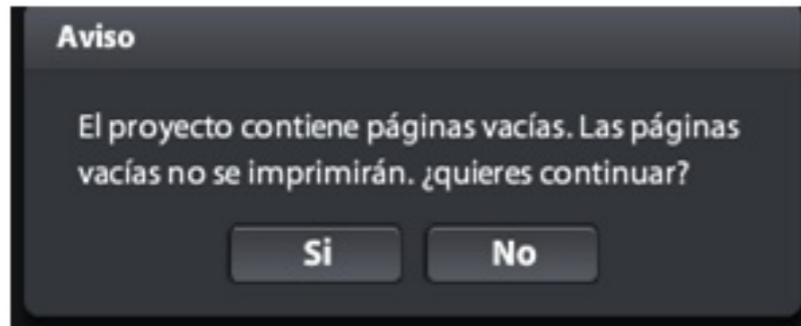 Aviso
El proyecto contiene páginas vacías. Las páginas
vacías no se imprimirán. ¿quieres continuar?
Si No